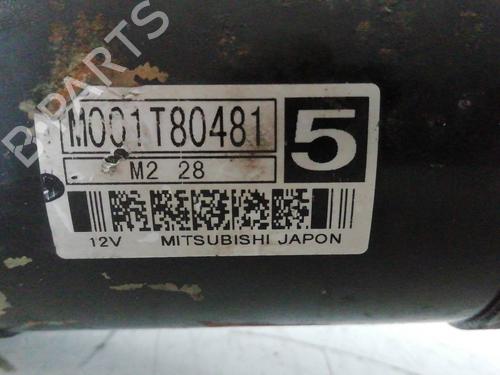 M001T80481
5
M2 28
12V MITSUBISHI JAPON
B-PARTS